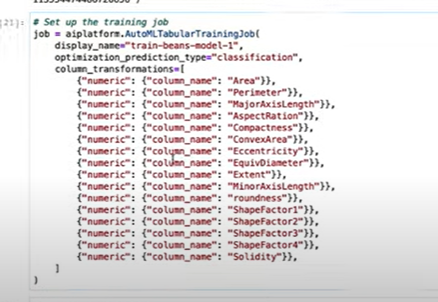 [25]:
# Set up the training job
job = aiplatform.AutoMLTabularTrainingJob(
display_name="train-beans-model-1",
optimization_prediction_type="classification",
column_transformations=[
{"numeric": {"column_name": "Area"}},
{"numeric": {"column_name": "Perimeter"}},
{"numeric": {"column_name": "MajorAxisLength"}},
{"numeric": {"column_name": "AspectRation"}},
{"numeric": {"column_name": "Compactness"}},
{"numeric": {"column_name": "ConvexArea"}},
{"numeric": {"column_name": "Eccentricity"}},
{"numeric": {"column_name": "EquivDiameter"}},
{"numeric": {"column_name": "Extent"}},
{"numeric": {"column_name": "MinorAxisLength"}},
{"numeric": {"column_name": "roundness"}},
{"numeric": {"column_name": "ShapeFactor1"}},
{"numeric": {"column_name": "ShapeFactor2"}},
{"numeric": {"column_name": "ShapeFactor3"}},
{"numeric": {"column_name": "ShapeFactor4"}},
{"numeric": {"column_name": "Solidity"}},
]
)